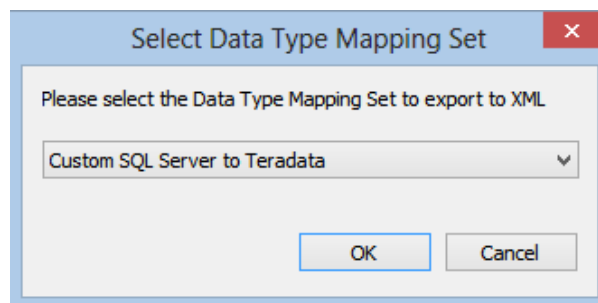 Select Data Type Mapping Set
Please select the Data Type Mapping Set to export to XML
Custom SQL Server to Teradata
OK Cancel